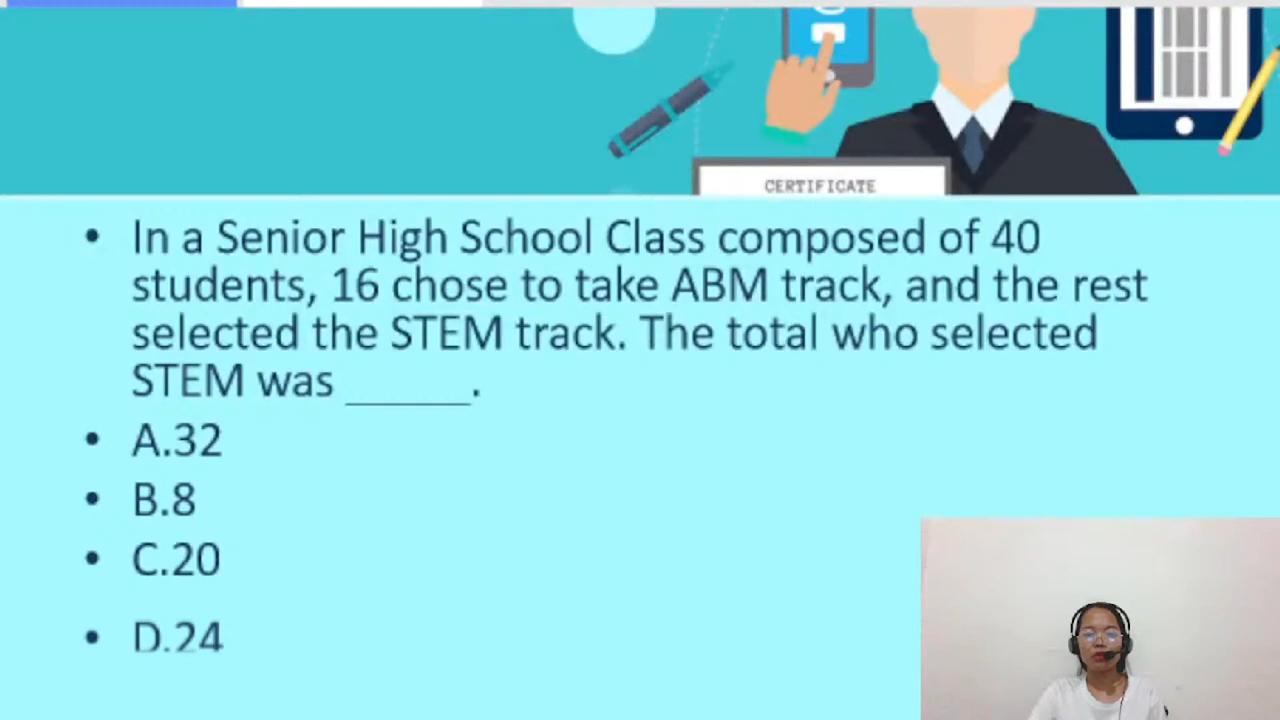 CERTIFICATE
• In a Senior High School Class composed of 40
students, 16 chose to take ABM track, and the rest
selected the STEM track. The total who selected
STEM was _____.
• A.32
• B.8
• C.20
• D.24